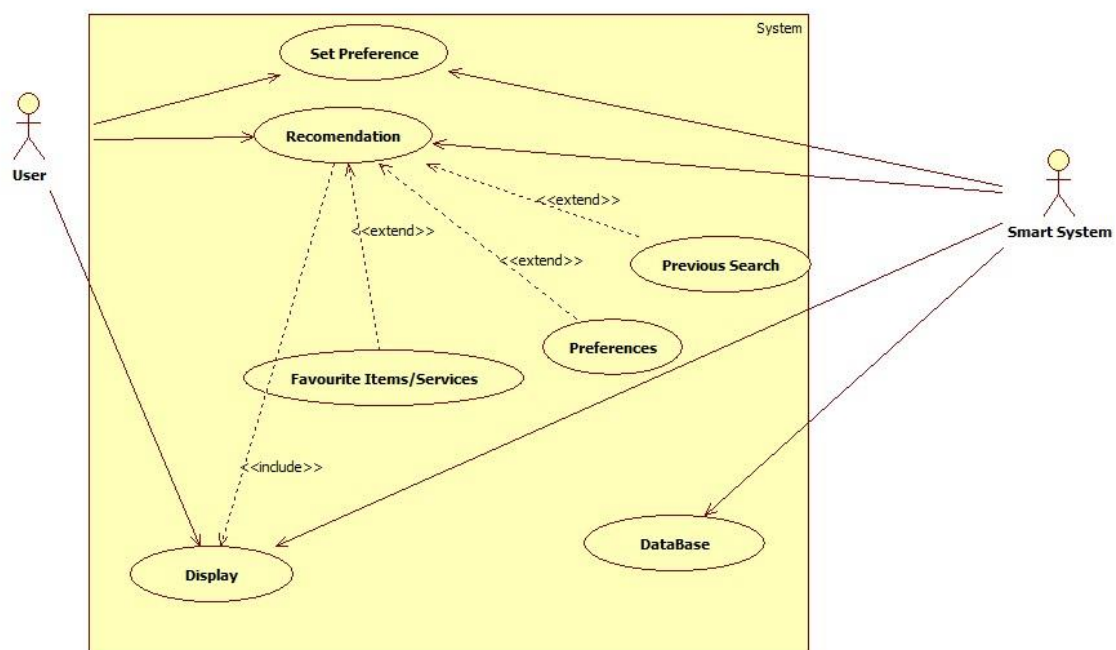 System
Set Preference
Recomendation
User
Smart System
<<extend>>
<<extend>>
<<extend>>
Previous Search
Preferences
Favourite Items/Services
<<include>>
DataBase
Display